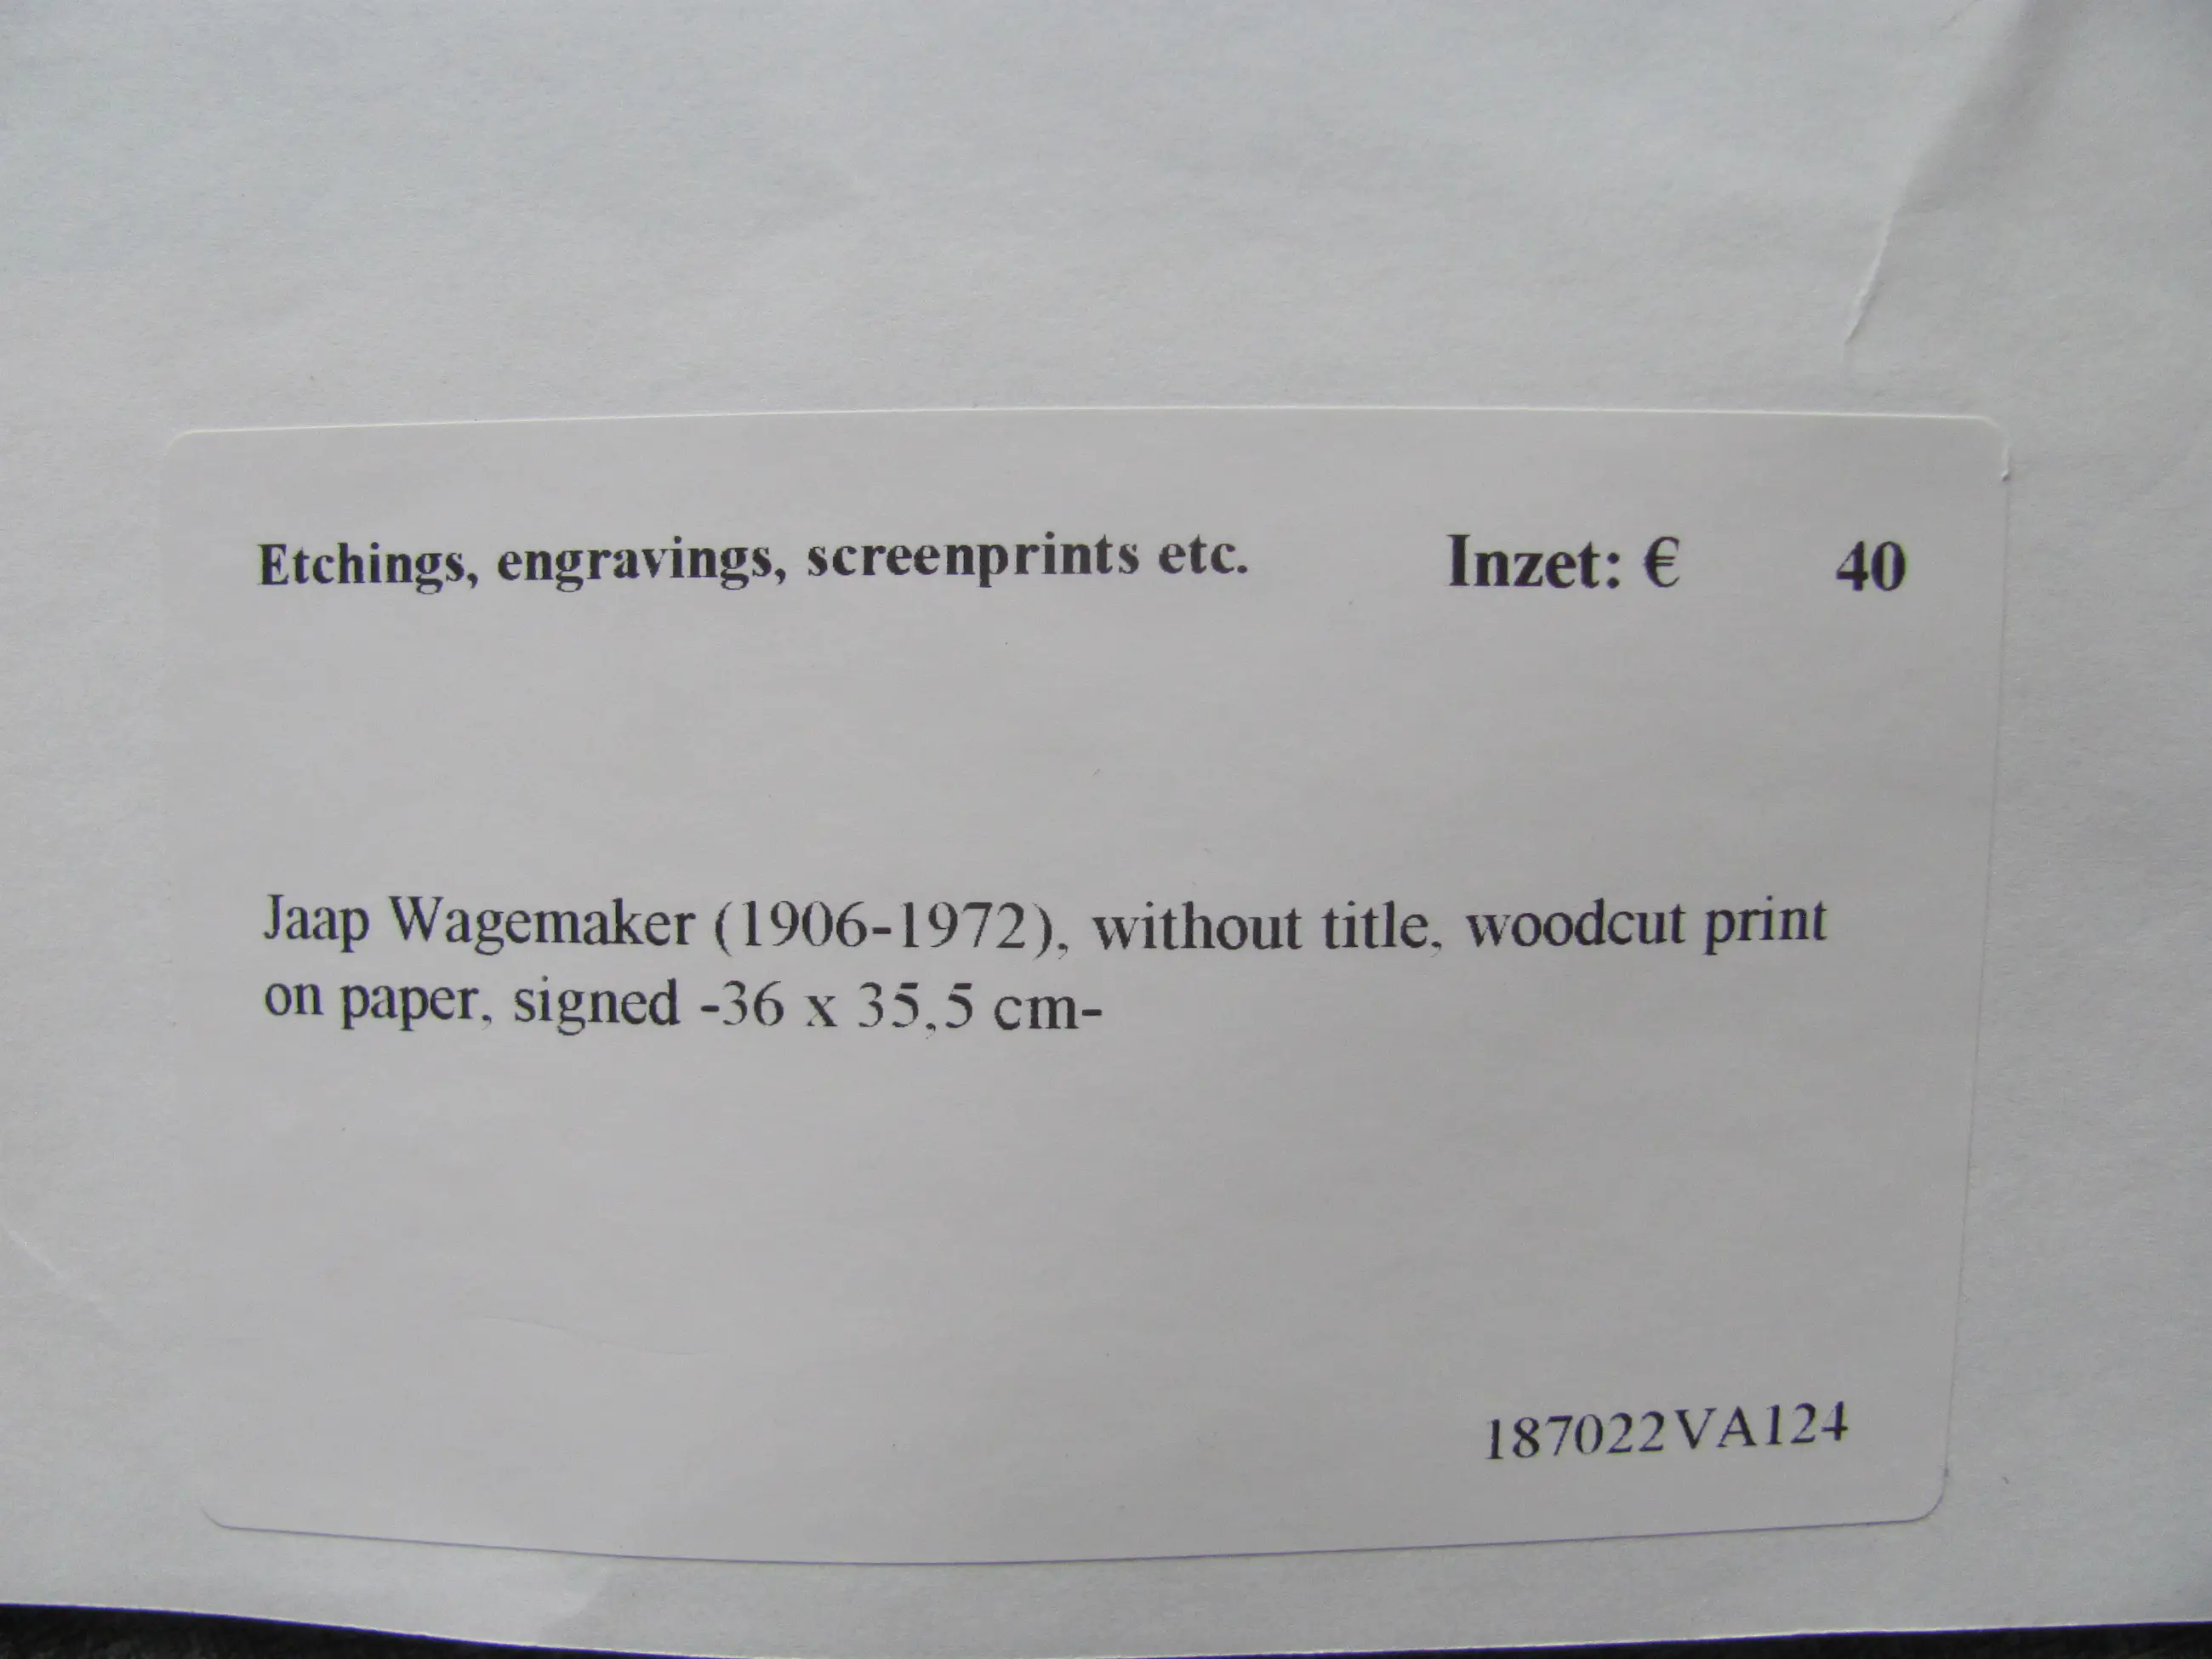 Etchings, engravings, screenprints etc. Inzet: € 40
Jaap Wagemaker (1906-1972), without title, woodcut print
on paper, signed -36 x 35,5 cm-
187022VA124